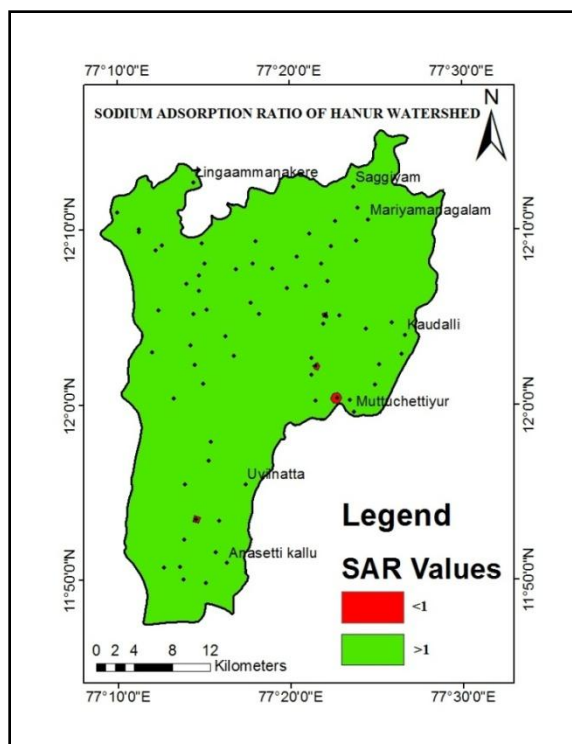 77°10'0"E 77°20'0"E 77°30'0"E
N
SODIUM ADSORPTION RATIO OF HANUR WATERSHED
Lingaammanakere
Saggiyam
Mariyamanagalam
12°10'0"N 12°10'0"N
Kaudalli
12°0'0"N 12°0'0"N
Muttuchettiyur
Uyilnatta
Legend
Arrasetti kallu
SAR Values
11°50'0"N 11°50'0"N
<1
>1
0 2 4 8 12
Kilometers
77°10'0"E 77°20'0"E 77°30'0"E